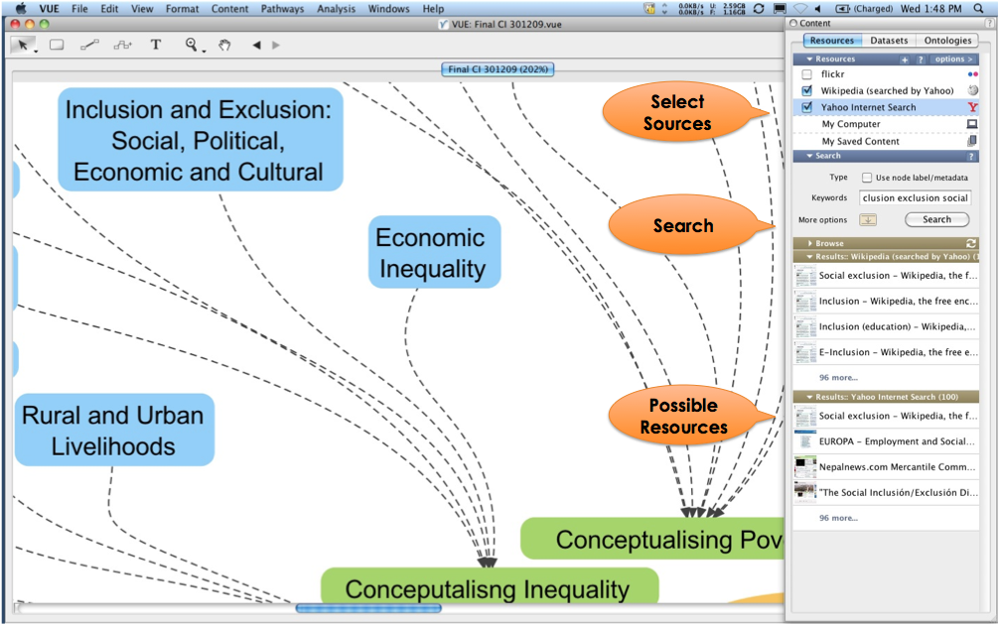 VUE File Edit View Format Content Pathways Analysis Windows Help
0.0KB/s U: 2.59GB
0.0KB/s F: 1.16GB
(Charged) Wed 1:48 PM
VUE: Final CI 301209.vue
Final CI 301209 (202%)
Inclusion and Exclusion:
Social, Political,
Economic and Cultural
Economic
Inequality
Rural and Urban
Livelihoods
Conceputalisng Inequality
Conceptualising Pov
Select
Sources
Search
Possible
Resources
Content
Resources Datasets Ontologies
Resources + ? options >
flickr
Wikipedia (searched by Yahoo)
Yahoo Internet Search
My Computer
My Saved Content
Search ?
Type Use node label/metadata
Keywords clusion exclusion social
More options Search
Browse
Results:: Wikipedia (searched by Yahoo) (1
Social exclusion – Wikipedia, the f...
Inclusion – Wikipedia, the free enc...
Inclusion (education) – Wikipedia,...
E-Inclusion – Wikipedia, the free e...
96 more...
Results:: Yahoo Internet Search (100)
Social exclusion – Wikipedia, the f...
EUROPA – Employment and Social...
Nepalnews.com Mercantile Comm...
"The Social Inclusión/Exclusión Di...
96 more...